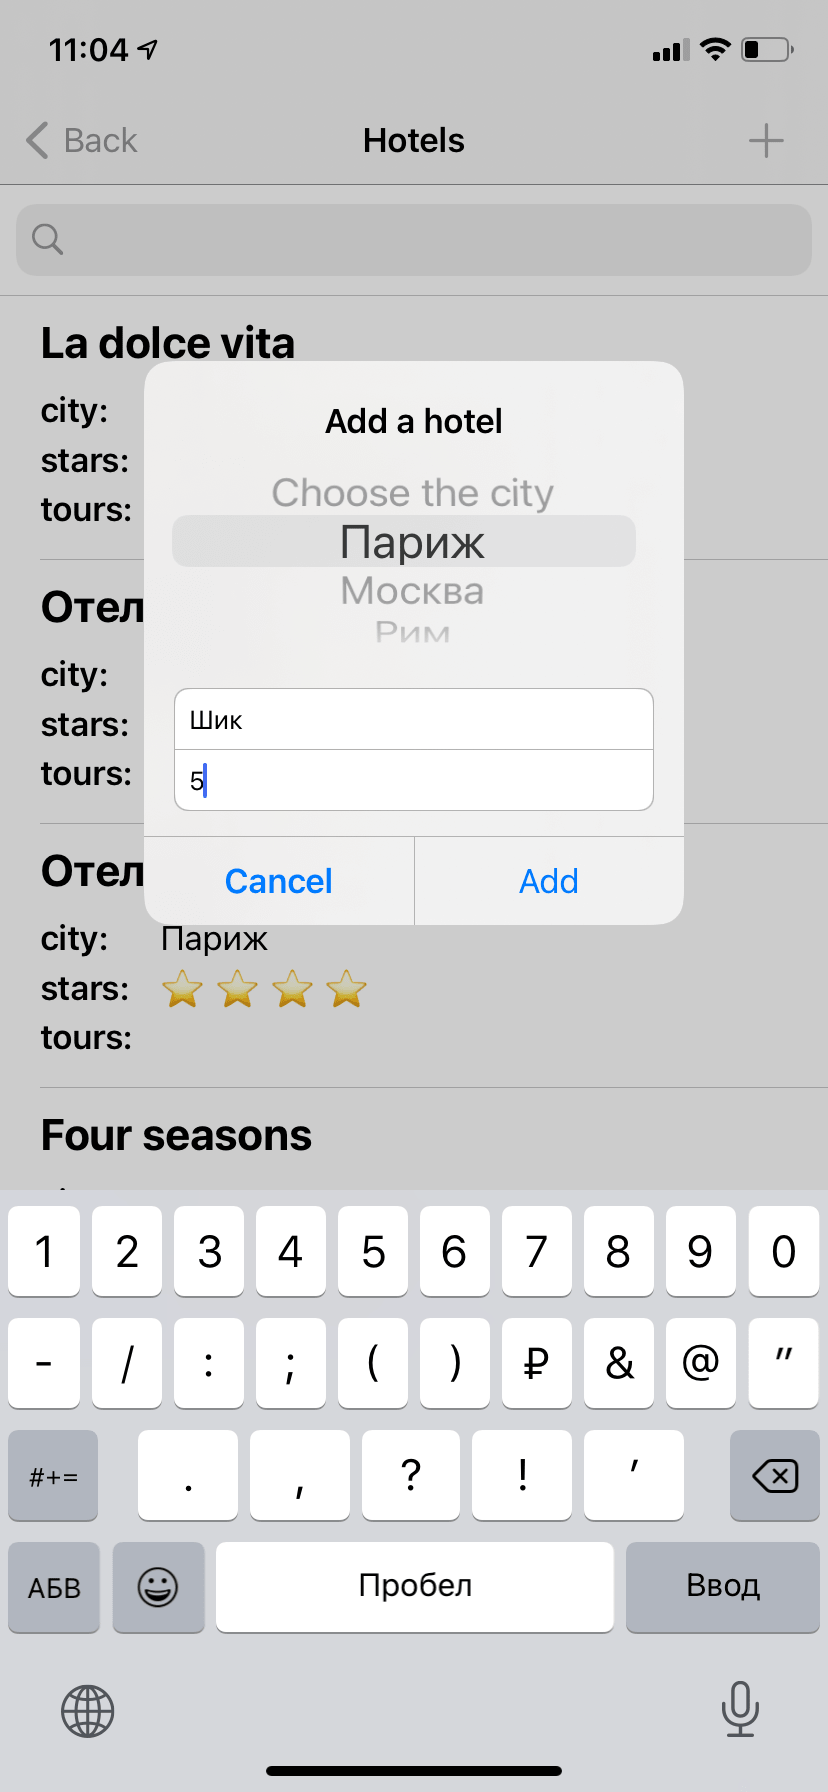 11:04
Back Hotels
La dolce vita
Add a hotel
city:
Choose the city
stars:
Париж
tours:
Москва
Рим
Отел
city:
stars:
Шик
tours:
5
Отел
Cancel Add
city: Париж
stars:
tours:
Four seasons
1 2 3 4 5 6 7 8 9 0
- / : ; ( ) ₽ & @ "
#+= . , ? ! '
АБВ Пробел Ввод